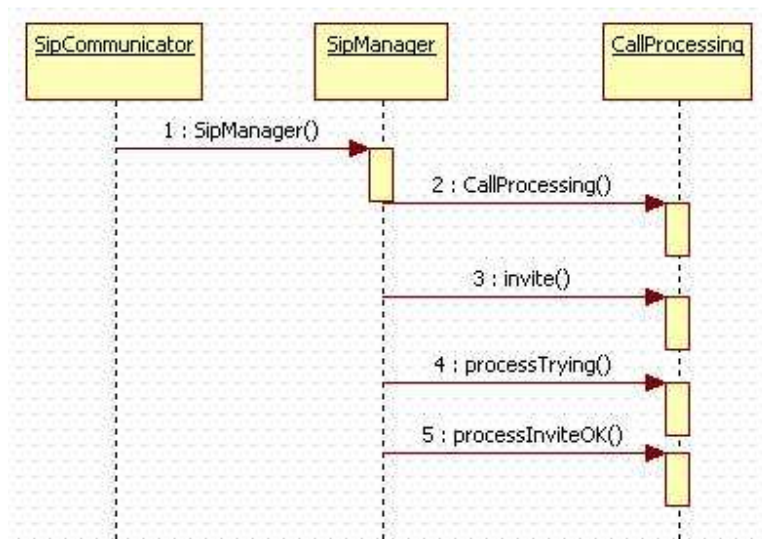 SipCommunicator
SipManager
CallProcessing
1 : SipManager()
2 : CallProcessing()
3 : invite()
4 : processTrying()
5 : processInviteOK()